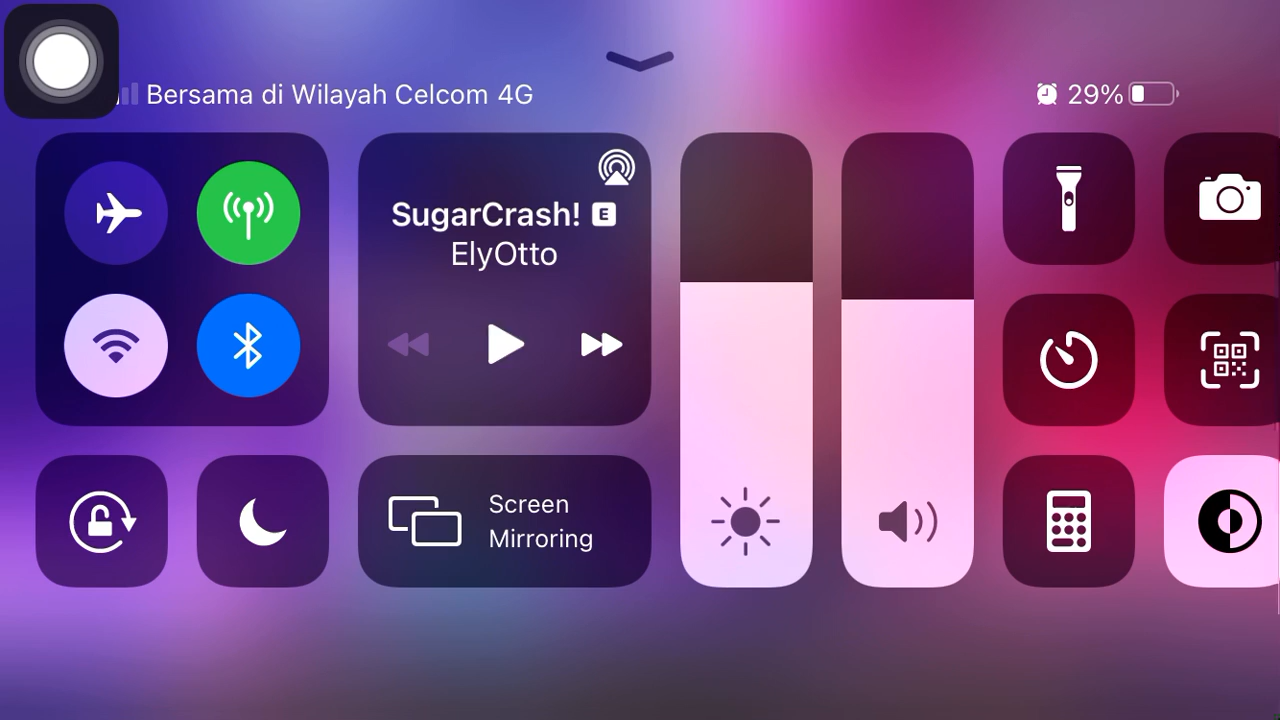 Bersama di Wilayah Celcom 4G
29%
SugarCrash! E
ElyOtto
Screen
Mirroring